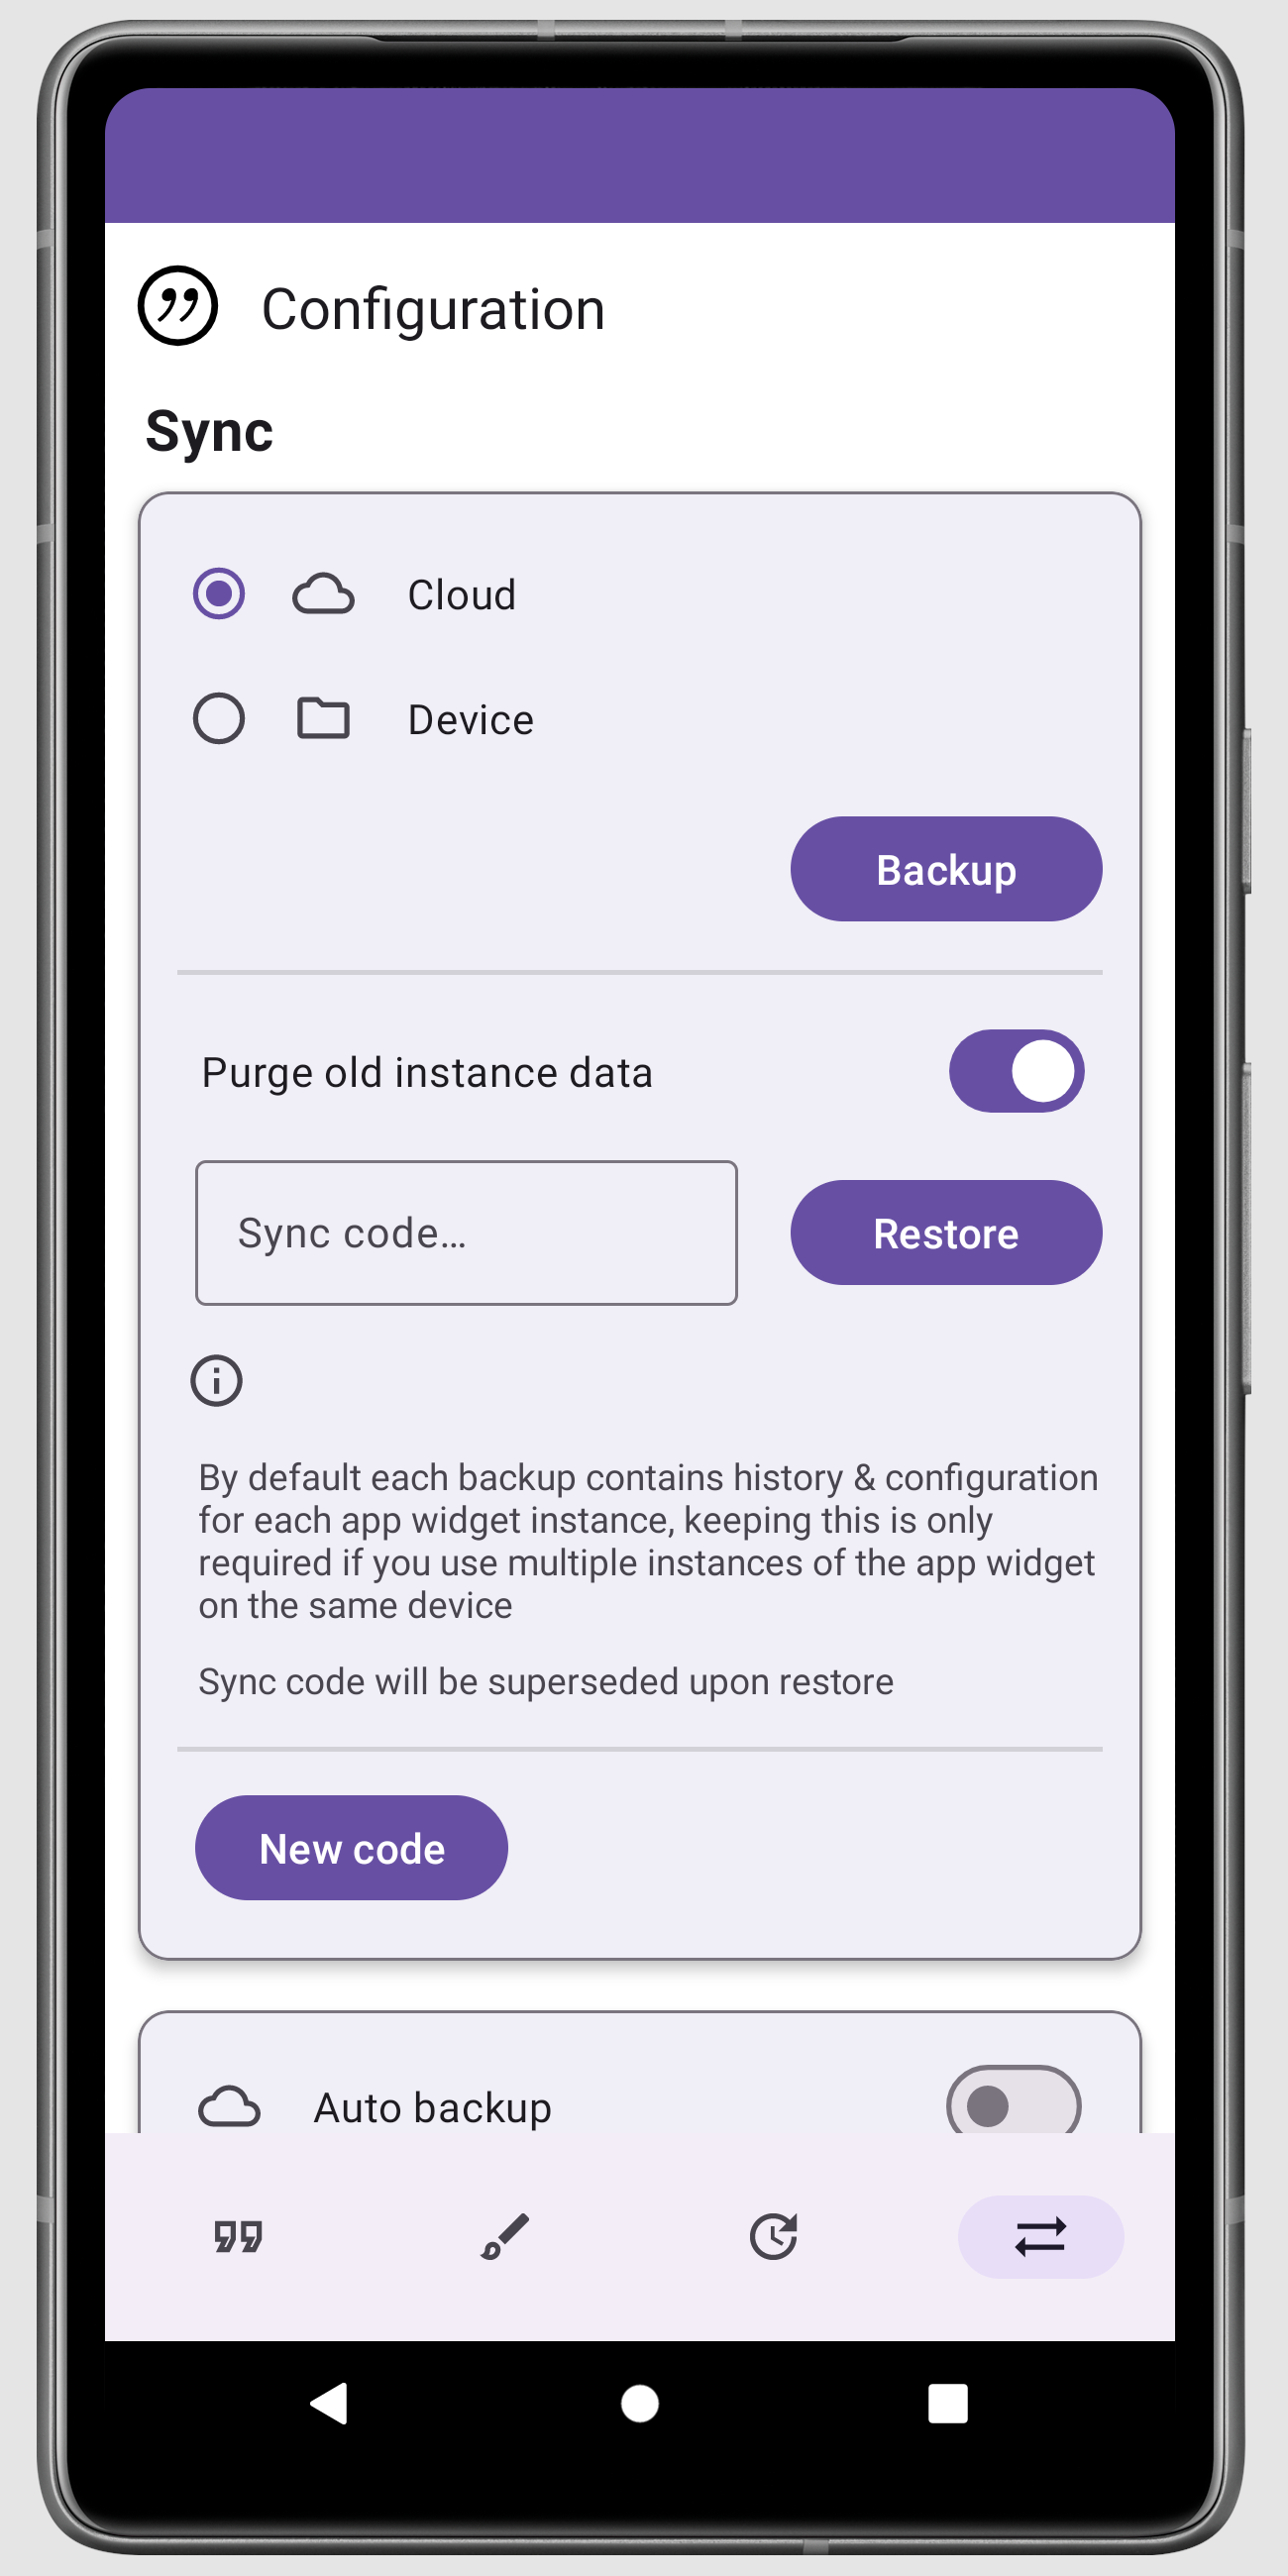 Configuration
Sync
Cloud
Device
Backup
Purge old instance data
Sync code…
Restore
By default each backup contains history & configuration
for each app widget instance, keeping this is only
required if you use multiple instances of the app widget
on the same device
Sync code will be superseded upon restore
New code
Auto backup